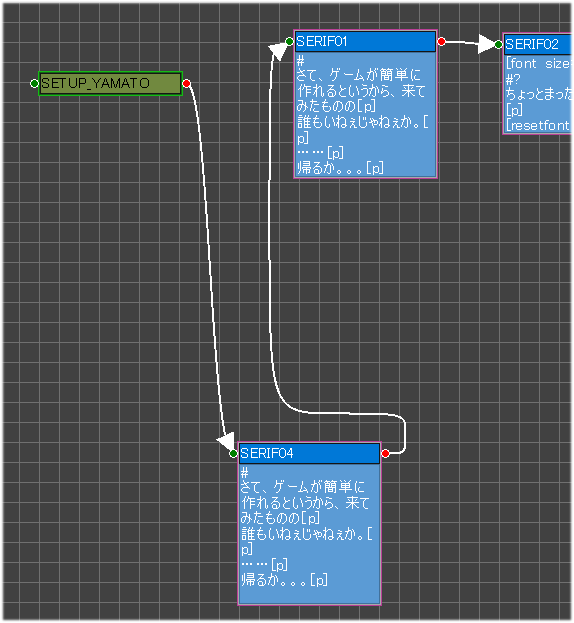 SETUP_YAMATO
SERIF01
#
さて、ゲームが簡単に
作れるというから、来て
みたものの[p]
誰もいねぇじゃねぇか。[
p]
……[p]
帰るか。。。[p]
SERIF02
[font size
#?
ちょっとまった
[p]
[resetfont
SERIF04
#
さて、ゲームが簡単に
作れるというから、来て
みたものの[p]
誰もいねぇじゃねぇか。[
p]
……[p]
帰るか。。。[p]